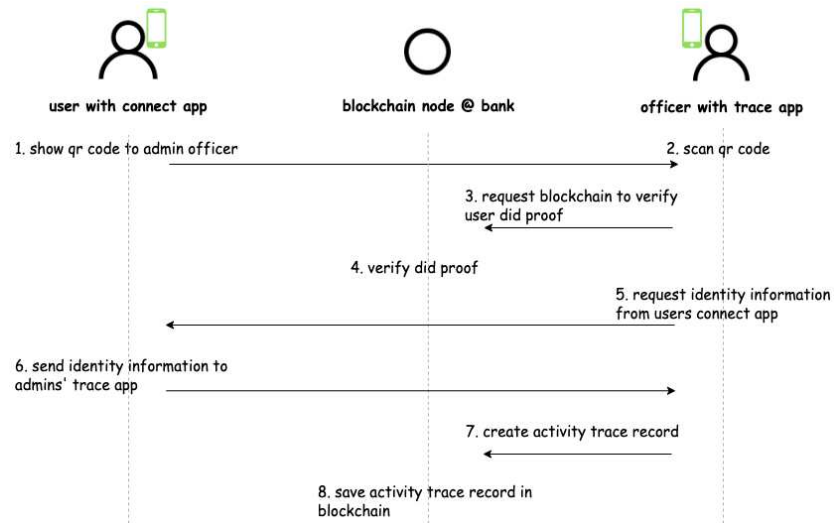 user with connect app
blockchain node @ bank
officer with trace app
1. show qr code to admin officer
2. scan qr code
3. request blockchain to verify
user did proof
4. verify did proof
5. request identity information
from users connect app
6. send identity information to
admins' trace app
7. create activity trace record
8. save activity trace record in
blockchain